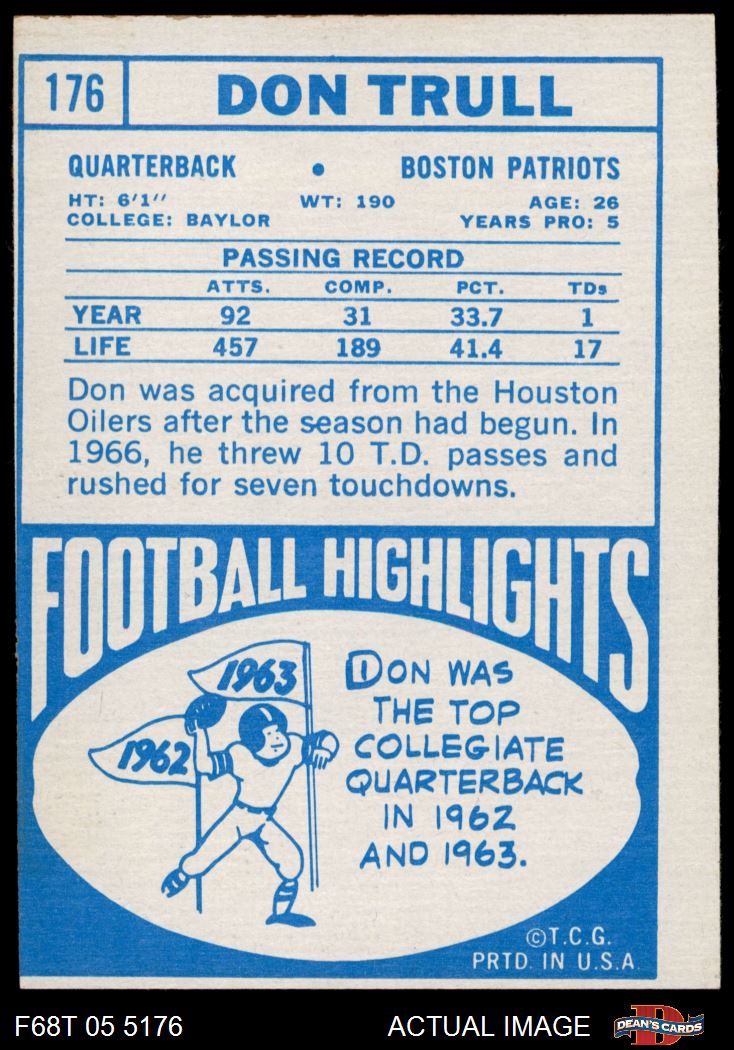 176
DON TRULL
QUARTERBACK • BOSTON PATRIOTS
HT: 6'1" WT: 190 AGE: 26
COLLEGE: BAYLOR YEARS PRO: 5
PASSING RECORD
ATTS. COMP. PCT. TDs
YEAR 92 31 33.7 1
LIFE 457 189 41.4 17
Don was acquired from the Houston
Oilers after the season had begun. In
1966, he threw 10 T.D. passes and
rushed for seven touchdowns.
FOOTBALL HIGHLIGHTS
1963
1962
DON WAS
THE TOP
COLLEGIATE
QUARTERBACK
IN 1962
AND 1963.
©T.C.G.
PRTD. IN U.S.A
F68T 05 5176 ACTUAL IMAGE
D
DEAN'S CARDS